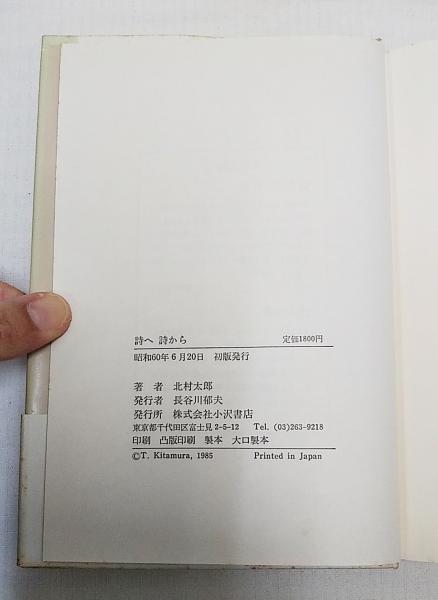 詩へ 詩から 定価1800円
昭和60年6月20日 初版発行
著者 北村太郎
発行者 長谷川郁夫
発行所 株式会社小沢書店
東京都千代田区富士見2-5-12 Tel. (03)263-9218
印刷 凸版印刷 製本 大口製本
©T. Kitamura, 1985 Printed in Japan